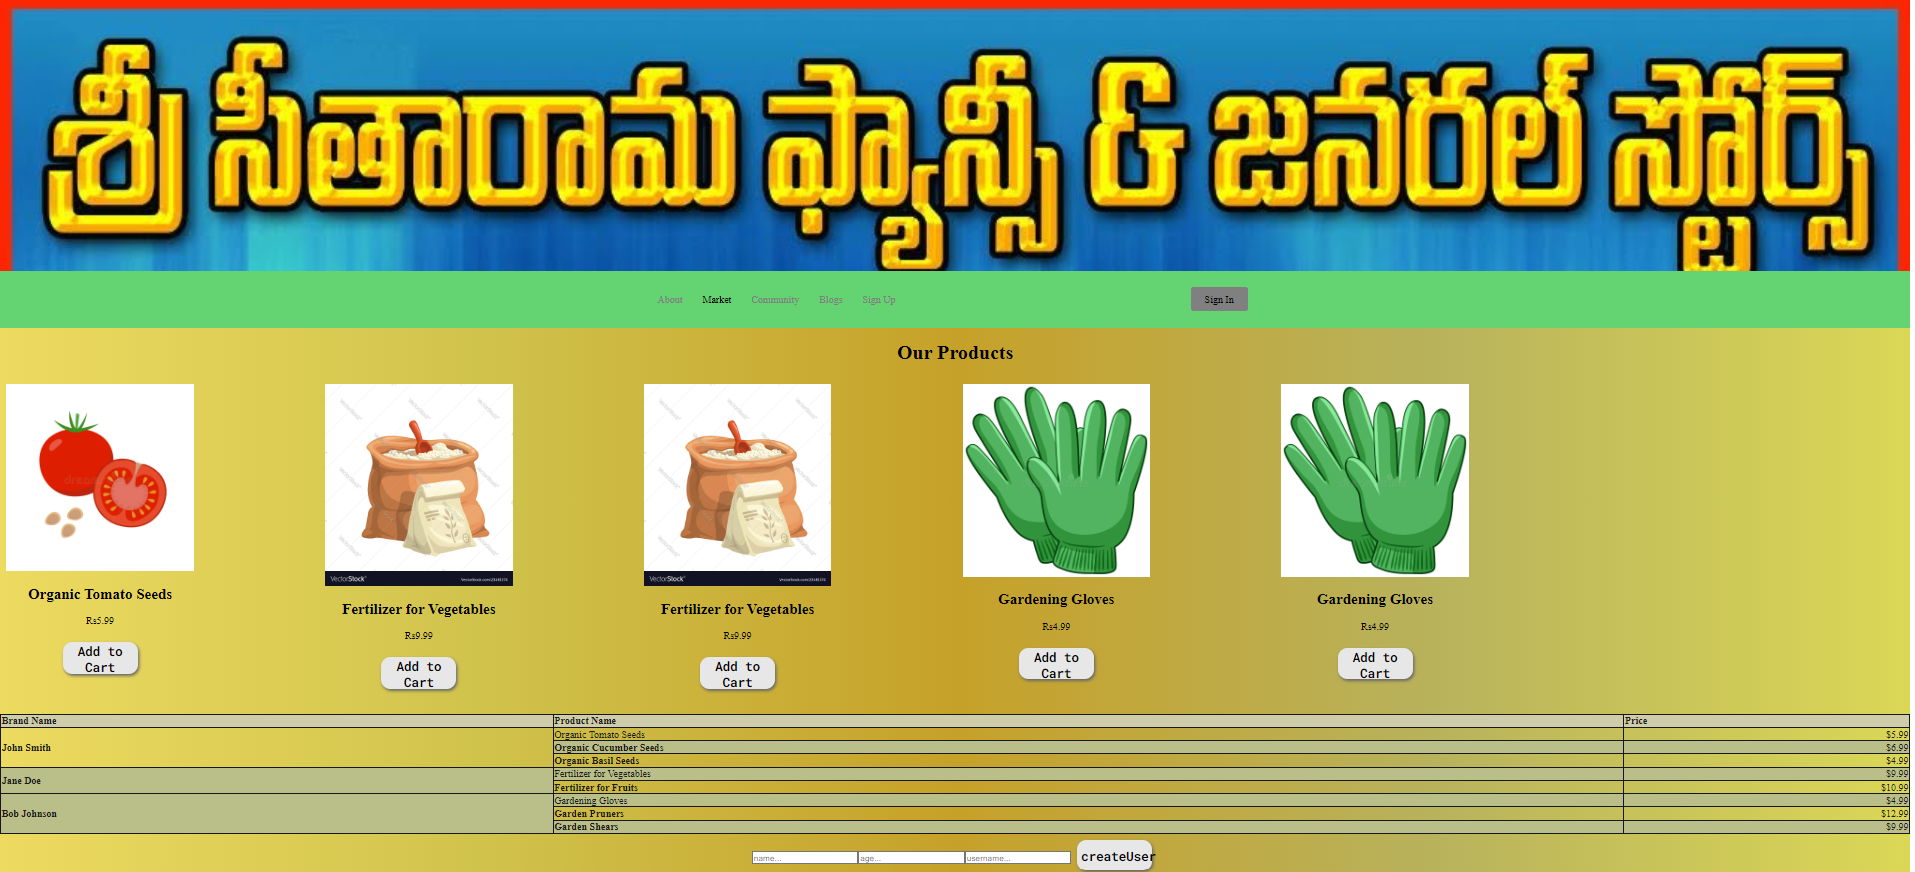 శ్రీ సీతారామ ఫ్యాన్సీ & జనరల్ స్టోర్స్
About Market Community Blogs Sign Up Sign In
Our Products
Organic Tomato Seeds
Rs5.99
Add to
Cart
VectorStock
Fertilizer for Vegetables
Rs9.99
Add to
Cart
VectorStock
Fertilizer for Vegetables
Rs9.99
Add to
Cart
Gardening Gloves
Rs4.99
Add to
Cart
Gardening Gloves
Rs4.99
Add to
Cart
Brand Name Product Name Price
John Smith
Organic Tomato Seeds $5.99
Organic Cucumber Seeds $6.99
Organic Basil Seeds $4.99
Jane Doe
Fertilizer for Vegetables $9.99
Fertilizer for Fruits $10.99
Bob Johnson
Gardening Gloves $4.99
Garden Pruners $12.99
Garden Shears $9.99
name... age... username... createUser